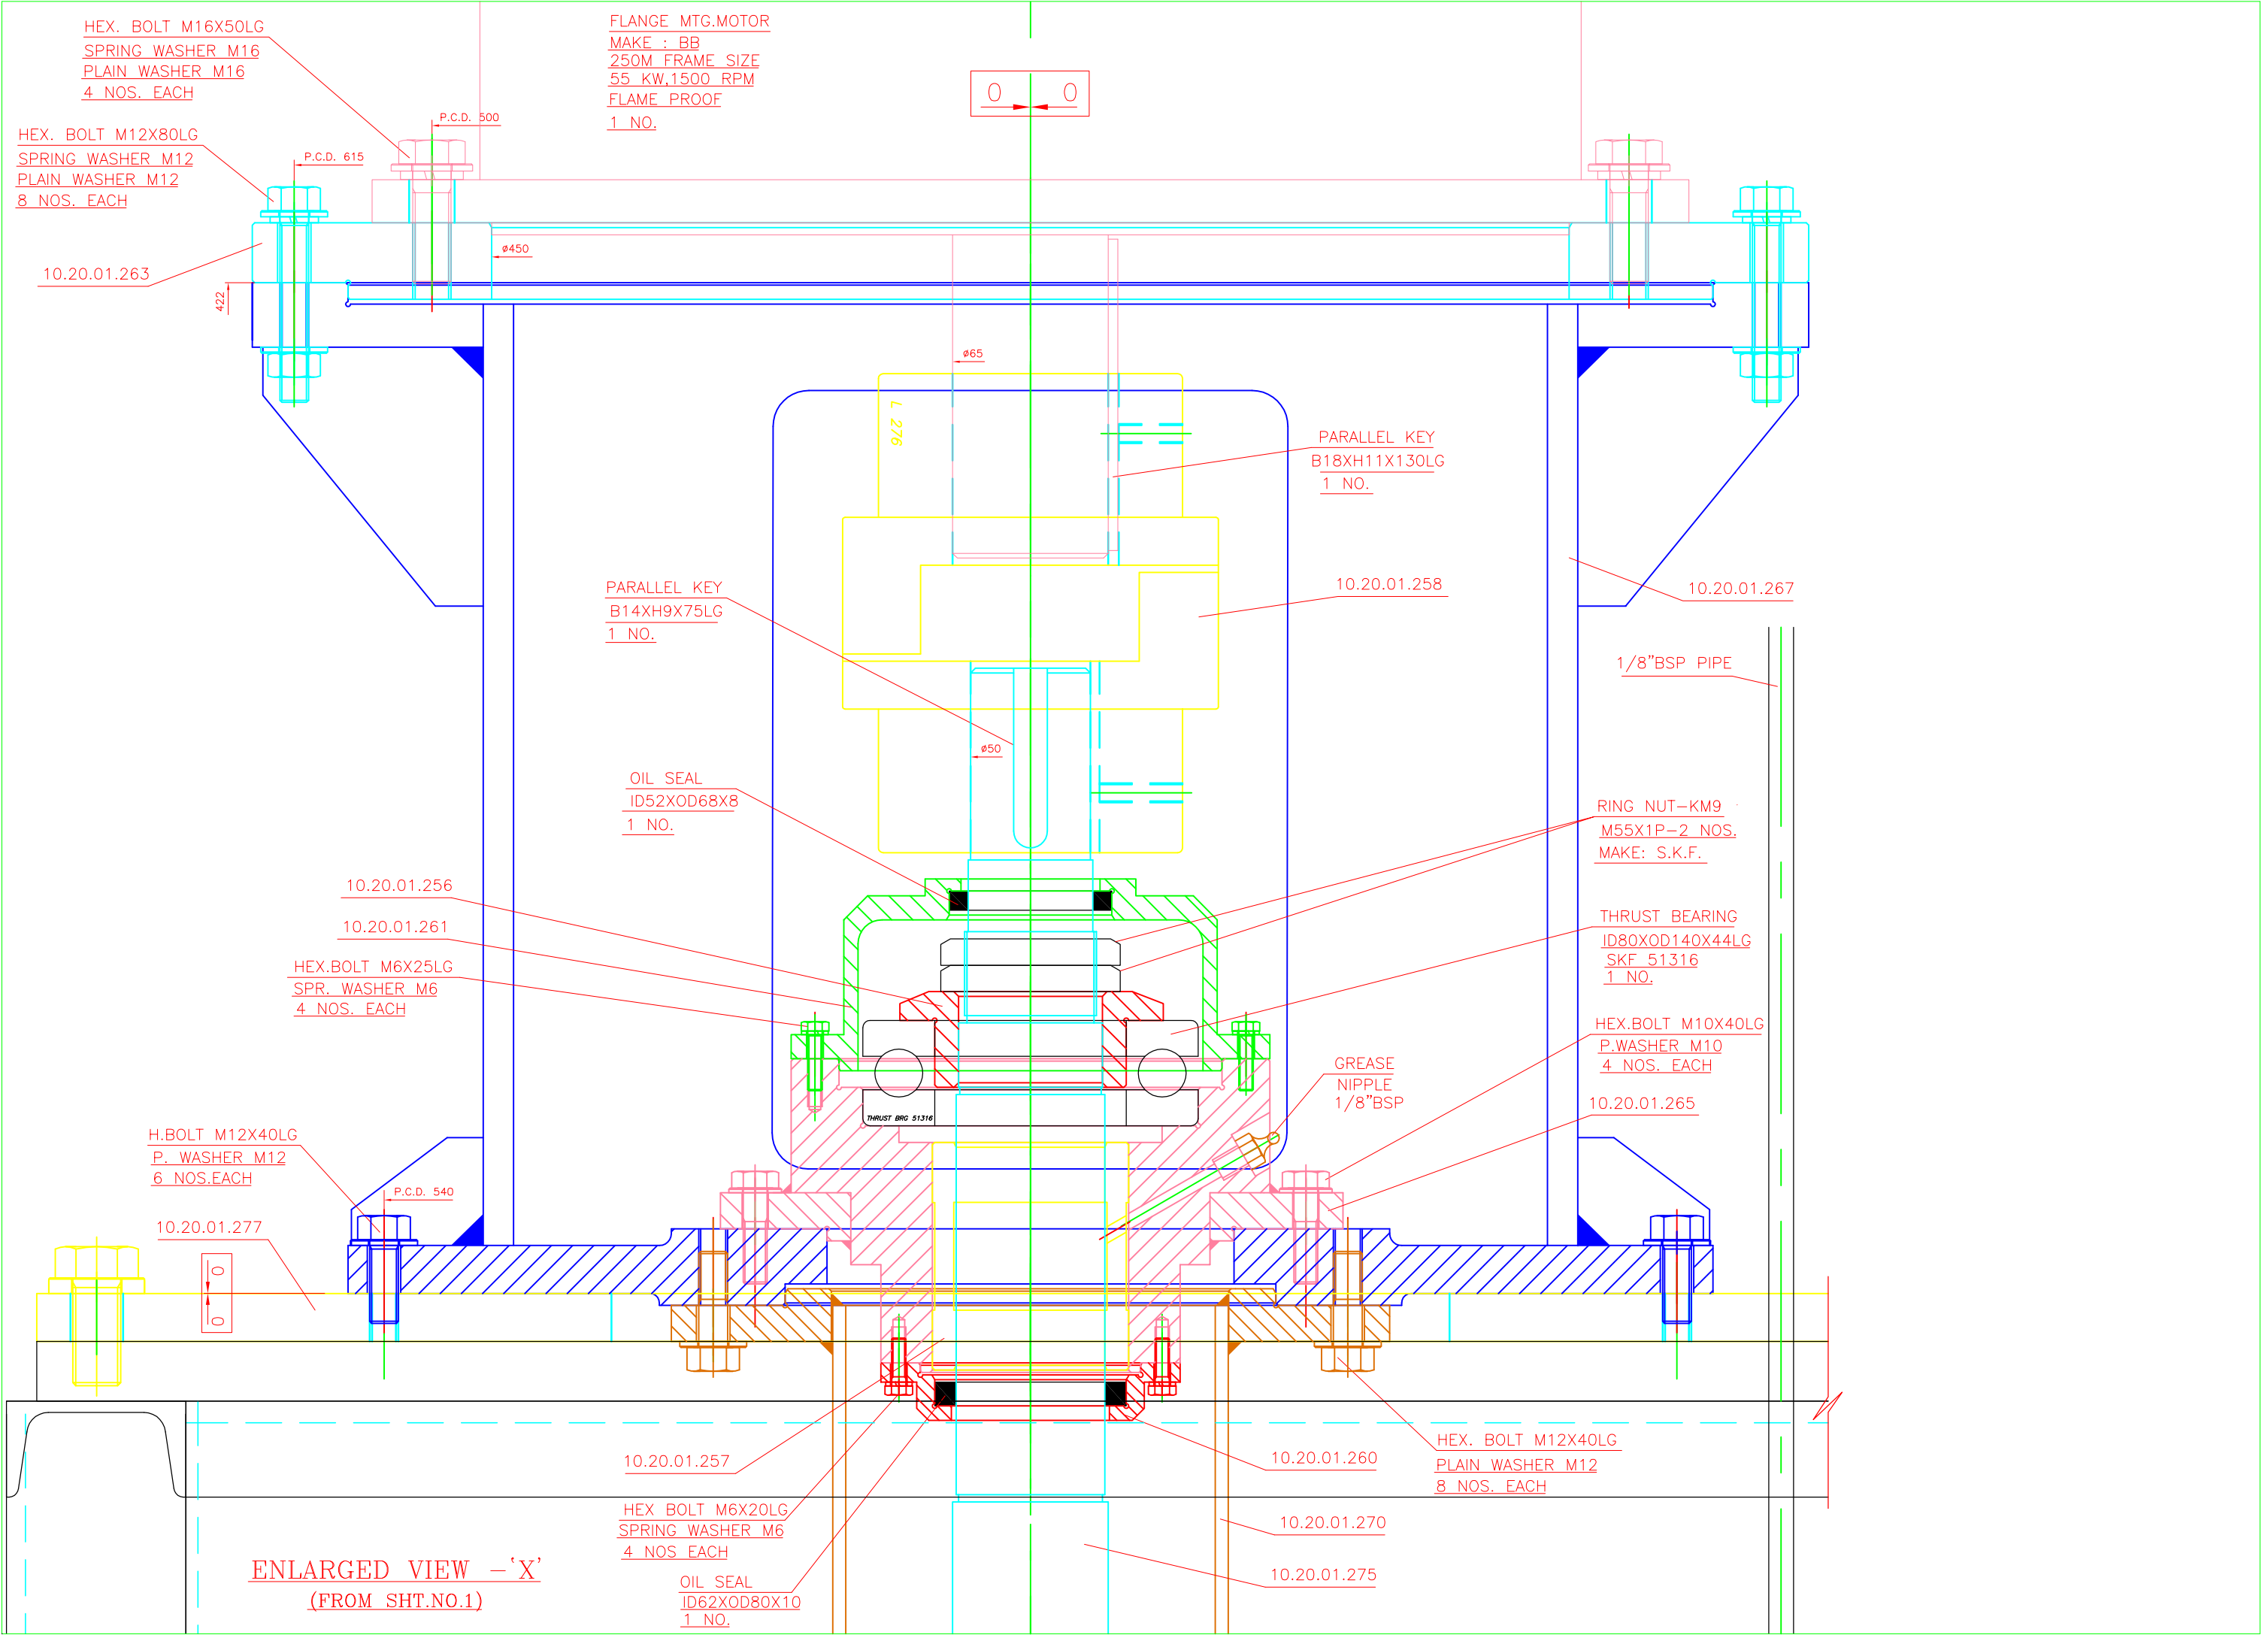 HEX. BOLT M16X50LG
SPRING WASHER M16
PLAIN WASHER M16
4 NOS. EACH
FLANGE MTG.MOTOR
MAKE : BB
250M FRAME SIZE
55 KW,1500 RPM
FLAME PROOF
1 NO.
0 0
P.C.D. 500
HEX. BOLT M12X80LG
SPRING WASHER M12
PLAIN WASHER M12
8 NOS. EACH
P.C.D. 615
10.20.01.263
ø450
422
ø65
L 276
PARALLEL KEY
B18XH11X130LG
1 NO.
PARALLEL KEY
B14XH9X75LG
1 NO.
10.20.01.258
10.20.01.267
1/8"BSP PIPE
ø50
OIL SEAL
ID52XOD68X8
1 NO.
RING NUT-KM9
M55X1P-2 NOS.
MAKE: S.K.F.
10.20.01.256
10.20.01.261
HEX.BOLT M6X25LG
SPR. WASHER M6
4 NOS. EACH
THRUST BEARING
ID80XOD140X44LG
SKF 51316
1 NO.
HEX.BOLT M10X40LG
P.WASHER M10
4 NOS. EACH
GREASE
NIPPLE
1/8"BSP
10.20.01.265
THRUST BRG 51316
H.BOLT M12X40LG
P. WASHER M12
6 NOS.EACH
P.C.D. 540
10.20.01.277
0 0
10.20.01.257
10.20.01.260
HEX. BOLT M12X40LG
PLAIN WASHER M12
8 NOS. EACH
HEX BOLT M6X20LG
SPRING WASHER M6
4 NOS EACH
10.20.01.270
OIL SEAL
ID62XOD80X10
1 NO.
10.20.01.275
ENLARGED VIEW -'X'
(FROM SHT.NO.1)